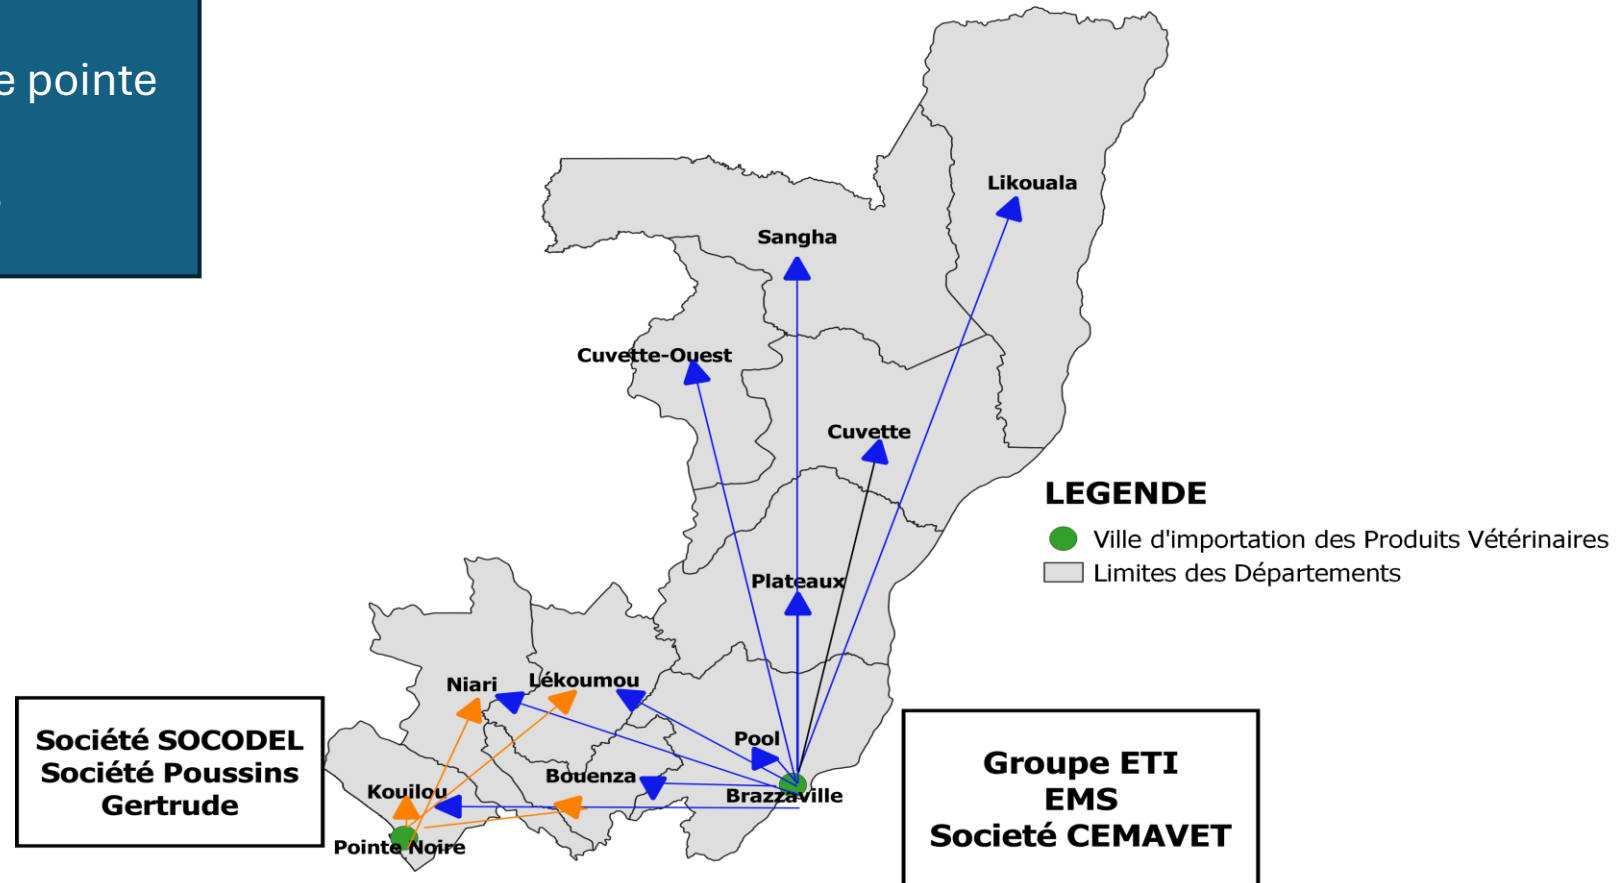 e pointe
Likouala
Sangha
Cuvette-Ouest
Cuvette
LEGENDE
Ville d'importation des Produits Vétérinaires
Limites des Départements
Plateaux
Niari
Lékoumou
Société SOCODEL
Société Poussins
Gertrude
Pool
Bouenza
Brazzaville
Kouilou
Pointe Noire
Groupe ETI
EMS
Societé CEMAVET